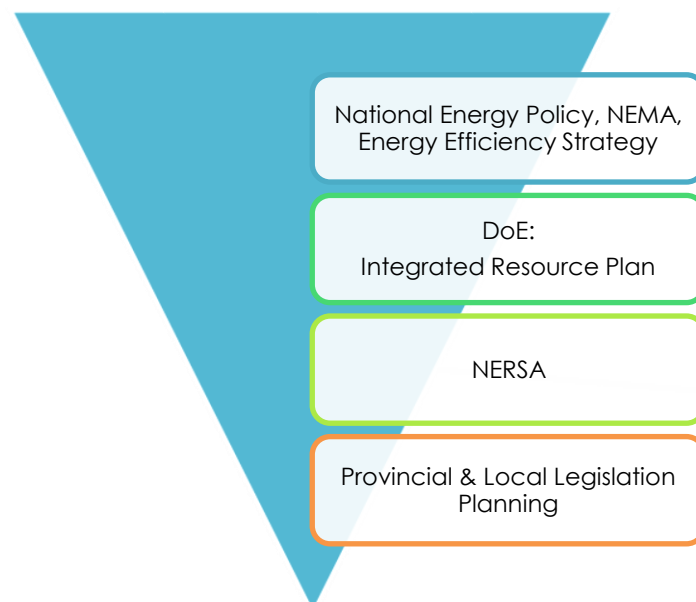 National Energy Policy, NEMA,
Energy Efficiency Strategy
DoE:
Integrated Resource Plan
NERSA
Provincial & Local Legislation
Planning